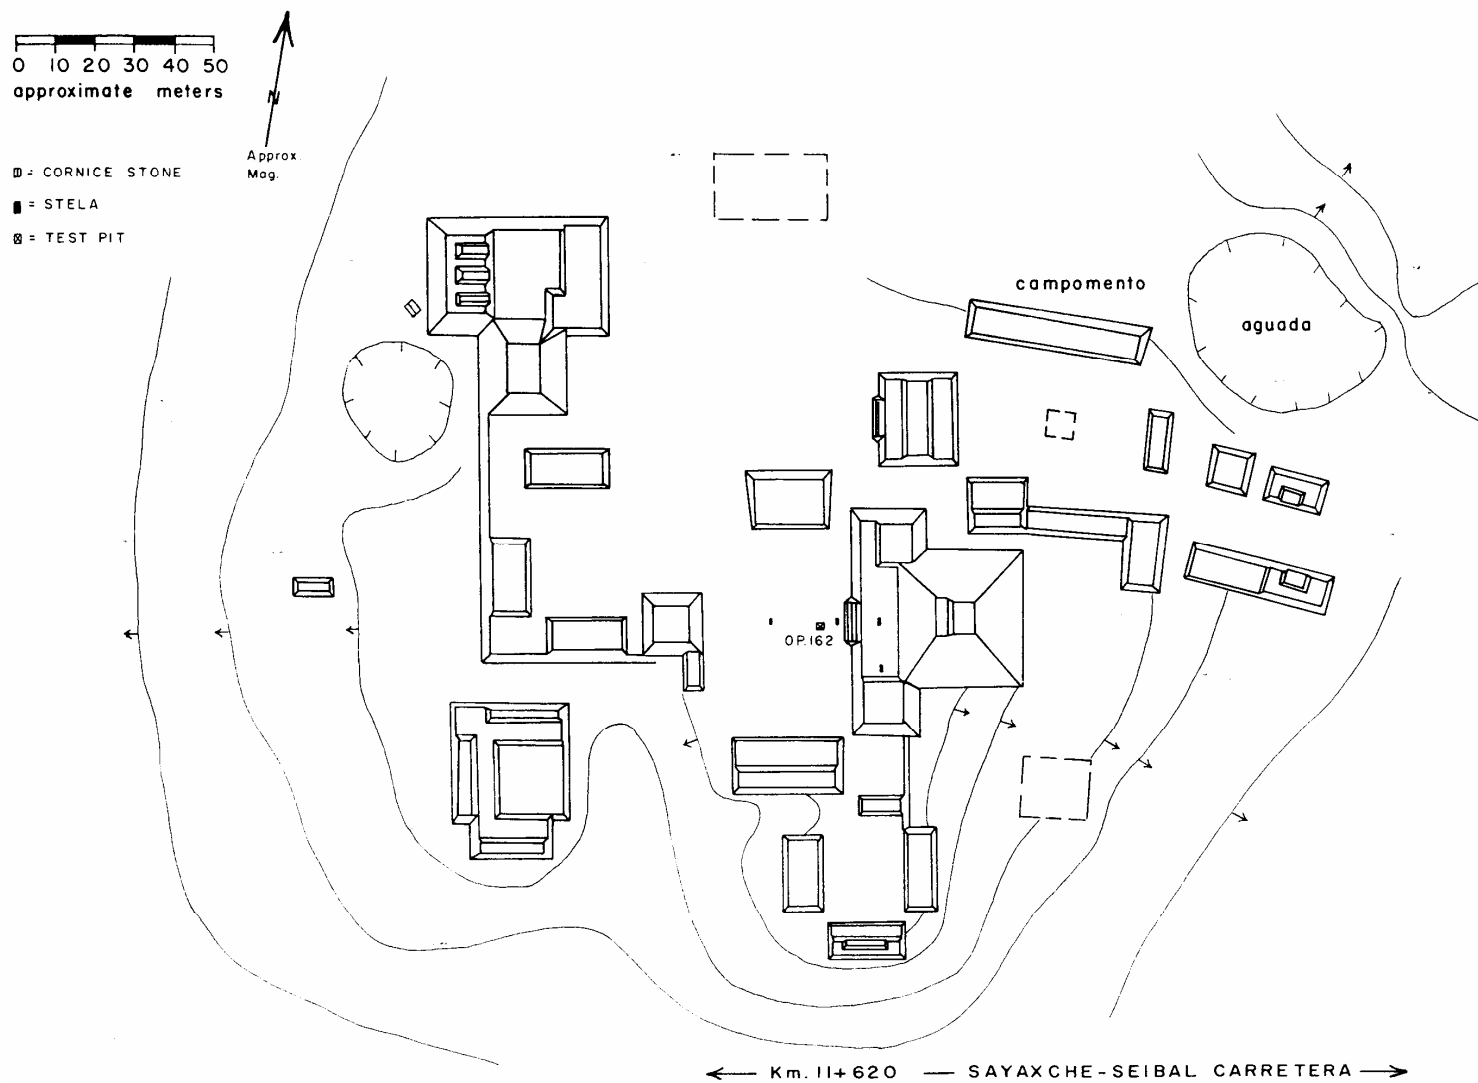 0 10 20 30 40 50
approximate meters
N
Approx.
Mag.
= CORNICE STONE
= STELA
= TEST PIT
campomento
aguada
OP.162
Km. 11+620 — SAYAXCHE-SEIBAL CARRETERA